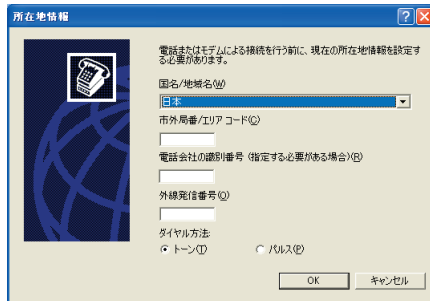 所在地情報
電話またはモデムによる接続を行う前に、現在の所在地情報を設定す
る必要があります。
国名/地域名(W)
日本
市外局番/エリア コード(C)
電話会社の識別番号 (指定する必要がある場合)(R)
外線発信番号(O)
ダイヤル方法:
トーン(T)
パルス(P)
OK
キャンセル